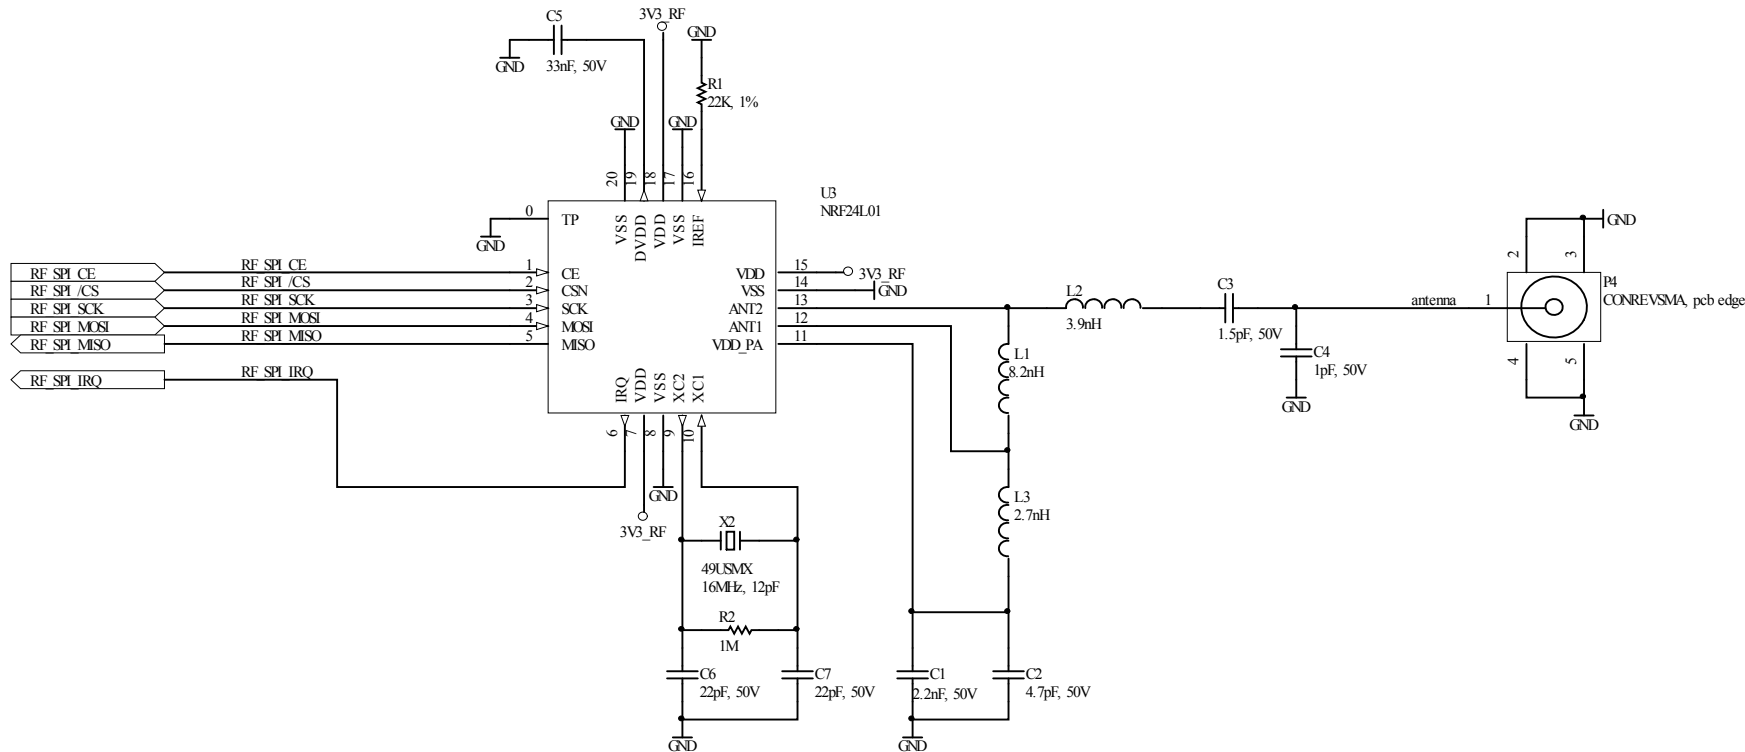 C5
33nF, 50V
GND
3V3_RF
GND
R1
22K, 1%
GND
GND
20
19
18
17
16
U3
NRF24L01
0
TP
GND
VSS
DVDD
VDD
VSS
IREF
RF_SPI_CE
RF_SPI_CE
1
CE
RF_SPI_/CS
RF_SPI_/CS
2
CSN
RF_SPI_SCK
RF_SPI_SCK
3
SCK
RF_SPI_MOSI
RF_SPI_MOSI
4
MOSI
RF_SPI_MISO
RF_SPI_MISO
5
MISO
RF_SPI_IRQ
RF_SPI_IRQ
VDD
15
3V3_RF
VSS
14
GND
ANT2
13
ANT1
12
VDD_PA
11
IRQ
VDD
VSS
XC2
XC1
6
7
8
9
10
GND
3V3_RF
X2
49USMX
16MHz, 12pF
R2
1M
C6
22pF, 50V
C7
22pF, 50V
GND
L2
3.9nH
L1
8.2nH
L3
2.7nH
C1
2.2nF, 50V
C2
4.7pF, 50V
GND
C3
1.5pF, 50V
C4
1pF, 50V
GND
antenna
1
2
3
GND
P4
CONREVSMA, pcb edge
4
5
GND